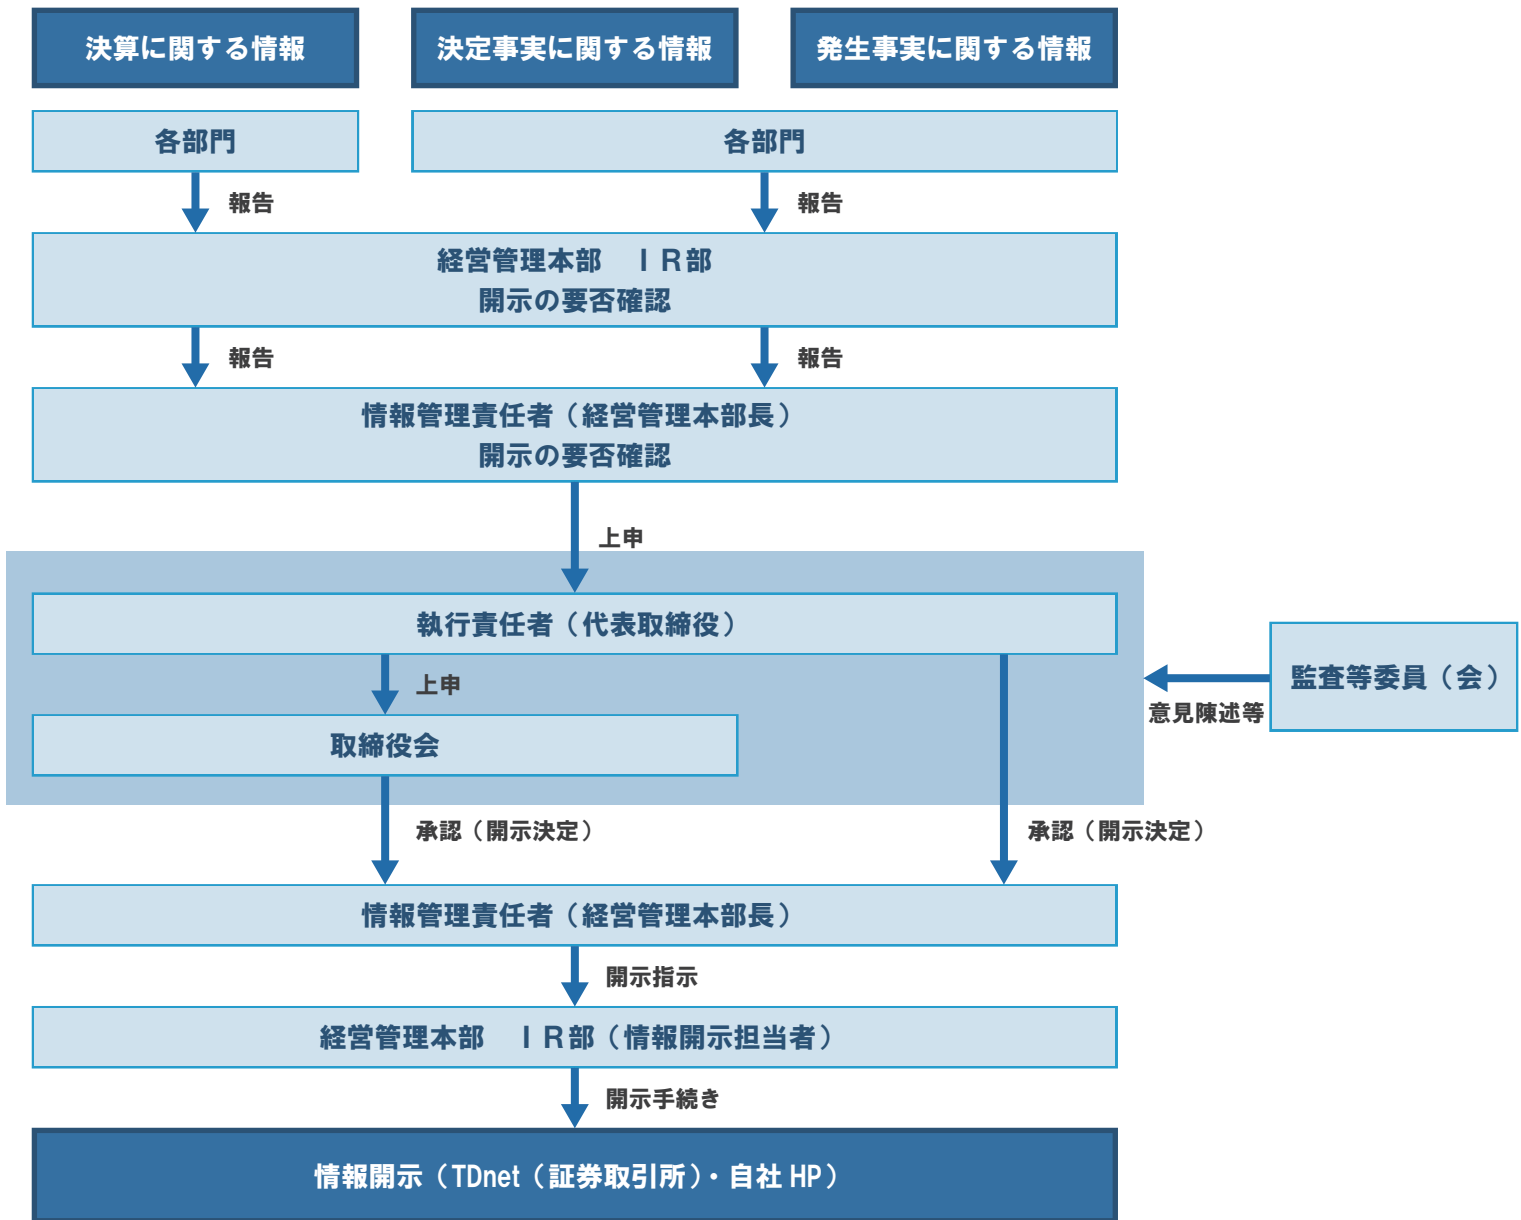 決算に関する情報
決定事実に関する情報
発生事実に関する情報
各部門
各部門
報告
報告
経営管理本部　ＩＲ部
開示の要否確認
報告
報告
情報管理責任者（経営管理本部長）
開示の要否確認
上申
執行責任者（代表取締役）
上申
取締役会
監査等委員（会）
意見陳述等
承認（開示決定）
承認（開示決定）
情報管理責任者（経営管理本部長）
開示指示
経営管理本部　ＩＲ部（情報開示担当者）
開示手続き
情報開示（TDnet（証券取引所）・自社 HP）